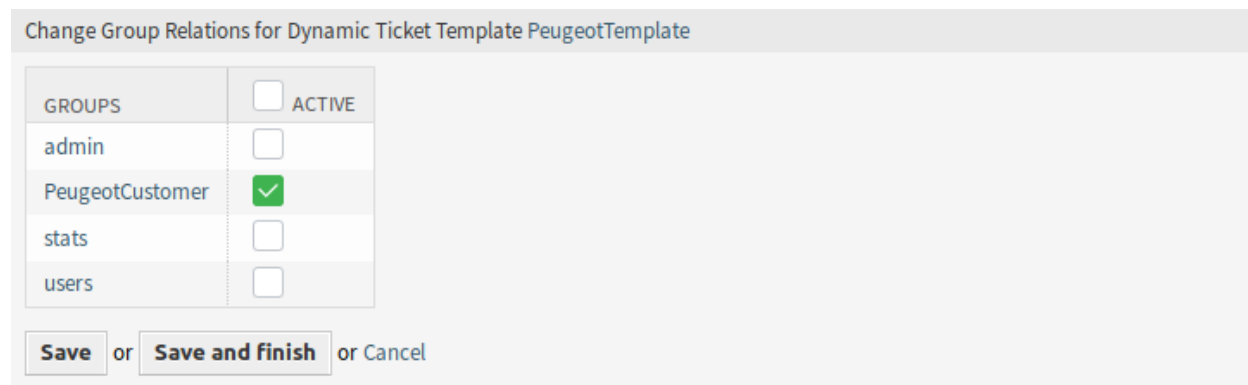 Change Group Relations for Dynamic Ticket Template PeugeotTemplate
GROUPS ACTIVE
admin
PeugeotCustomer
stats
users
Save or Save and finish or Cancel